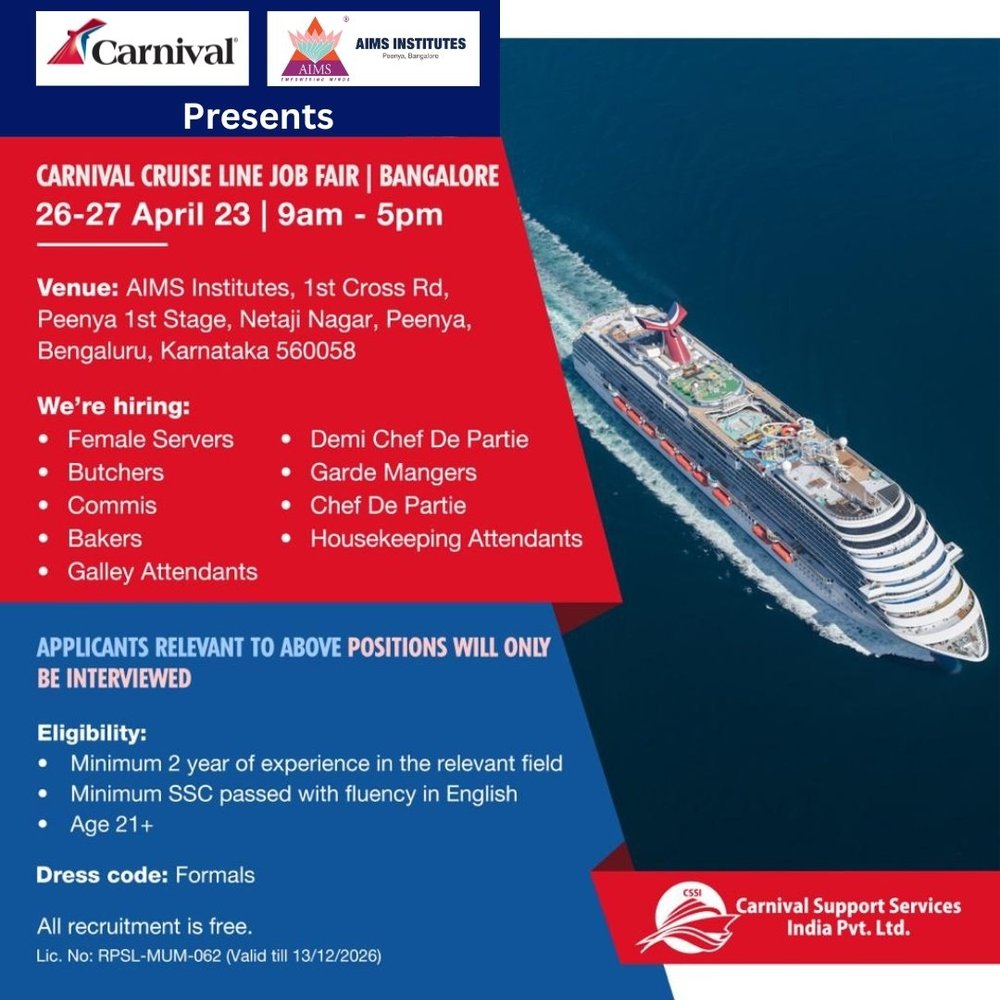 Carnival®
AIMS
EMPOWERING MINDS
®
AIMS INSTITUTES
Peenya, Bangalore
Presents
CARNIVAL CRUISE LINE JOB FAIR | BANGALORE
26-27 April 23 | 9am - 5pm
Venue: AIMS Institutes, 1st Cross Rd,
Peenya 1st Stage, Netaji Nagar, Peenya,
Bengaluru, Karnataka 560058
We’re hiring:
• Female Servers
• Butchers
• Commis
• Bakers
• Galley Attendants
• Demi Chef De Partie
• Garde Mangers
• Chef De Partie
• Housekeeping Attendants
APPLICANTS RELEVANT TO ABOVE POSITIONS WILL ONLY
BE INTERVIEWED
Eligibility:
• Minimum 2 year of experience in the relevant field
• Minimum SSC passed with fluency in English
• Age 21+
Dress code: Formals
All recruitment is free.
Lic. No: RPSL-MUM-062 (Valid till 13/12/2026)
CSSI
Carnival Support Services
India Pvt. Ltd.